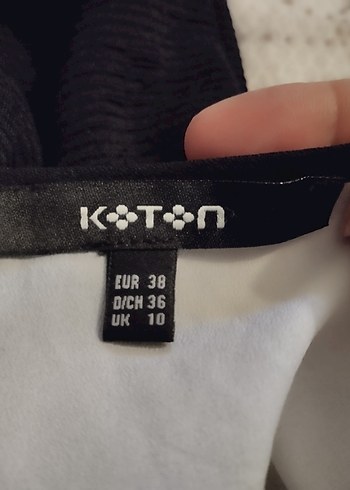 KOTON
EUR 38
D/CH 36
UK 10